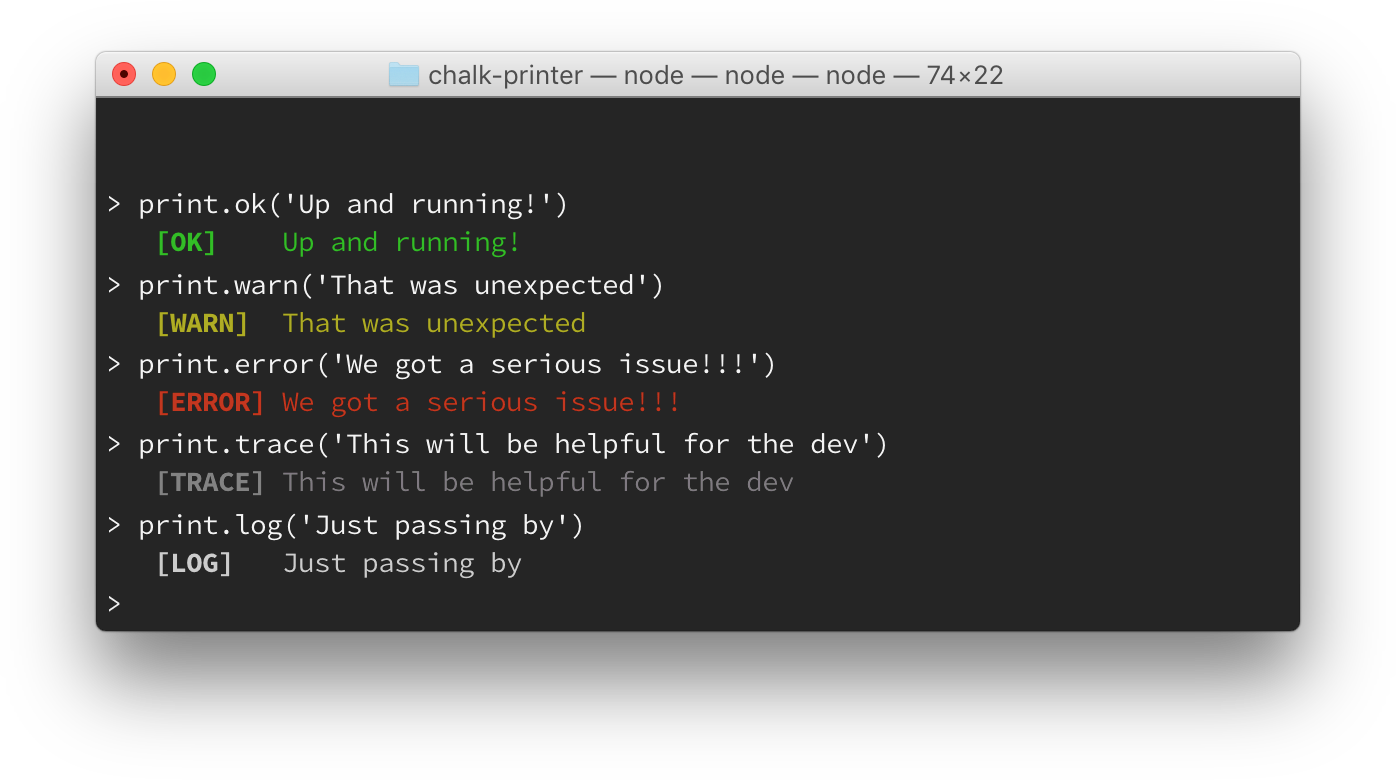 chalk-printer — node — node — node — 74×22
> print.ok('Up and running!')
[OK]    Up and running!
> print.warn('That was unexpected')
[WARN]  That was unexpected
> print.error('We got a serious issue!!!')
[ERROR] We got a serious issue!!!
> print.trace('This will be helpful for the dev')
[TRACE] This will be helpful for the dev
> print.log('Just passing by')
[LOG]   Just passing by
>